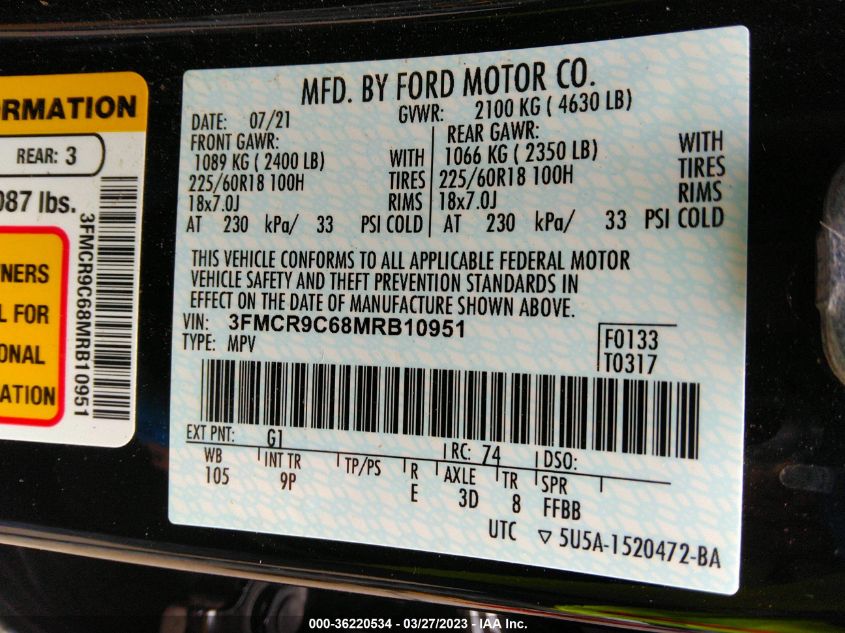 ORMATION
REAR: 3
087 lbs.
NERS
L FOR
ONAL
ATION
3FMCR9C68MRB10951
MFD. BY FORD MOTOR CO.
DATE: 07/21 GVWR: 2100 KG ( 4630 LB)
FRONT GAWR: REAR GAWR:
1089 KG ( 2400 LB) WITH 1066 KG ( 2350 LB) WITH
225/60R18 100H TIRES 225/60R18 100H TIRES
18x7.0J RIMS 18x7.0J RIMS
AT 230 kPa/ 33 PSI COLD AT 230 kPa/ 33 PSI COLD
THIS VEHICLE CONFORMS TO ALL APPLICABLE FEDERAL MOTOR
VEHICLE SAFETY AND THEFT PREVENTION STANDARDS IN
EFFECT ON THE DATE OF MANUFACTURE SHOWN ABOVE.
VIN: 3FMCR9C68MRB10951
TYPE: MPV
F0133
T0317
EXT PNT: G1 RC: 74 DSO:
WB INT TR TP/PS R AXLE TR SPR
105 9P E 3D 8 FFBB
UTC ▽ 5U5A-1520472-BA
000-36220534 - 03/27/2023 - IAA Inc.